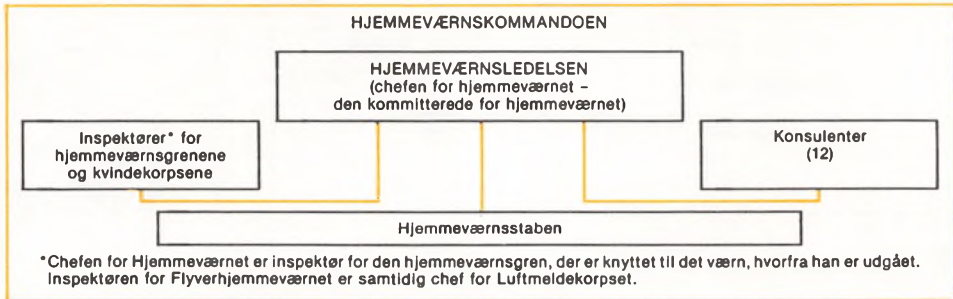 HJEMMEVÆRNSKOMMANDOEN
HJEMMEVÆRNSLEDELSEN
(chefen for hjemmeværnet –
den kommitterede for hjemmeværnet)
Inspektører* for
hjemmeværnsgrenene
og kvindekorpsene
Konsulenter
(12)
Hjemmeværnsstaben
*Chefen for Hjemmeværnet er inspektør for den hjemmeværnsgren, der er knyttet til det værn, hvorfra han er udgået.
Inspektøren for Flyverhjemmeværnet er samtidig chef for Luftmeldekorpset.